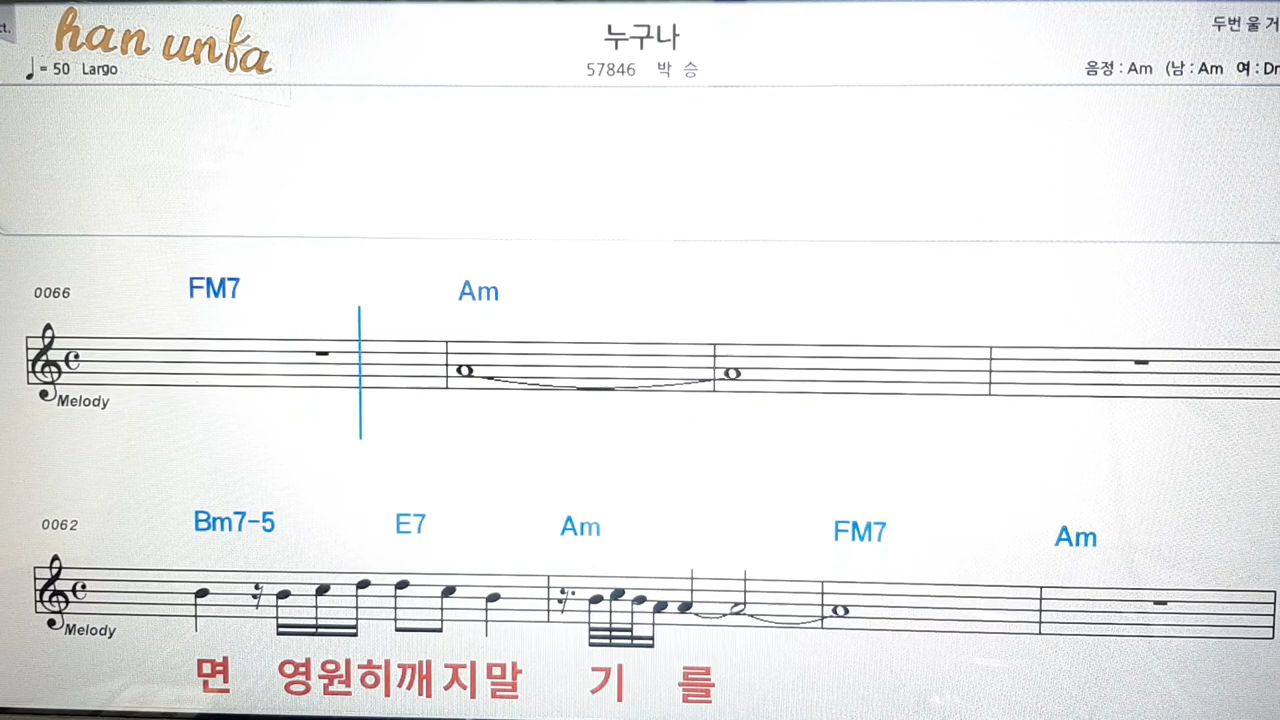 ct.
han unfa
누구나
두번 울 거
♩ = 50 Largo
57846 박 승
음정 : Am (남 : Am 여 : Dr
0066 FM7 Am
Melody
0062 Bm7-5 E7 Am FM7 Am
Melody
면 영원히깨지말 기 를